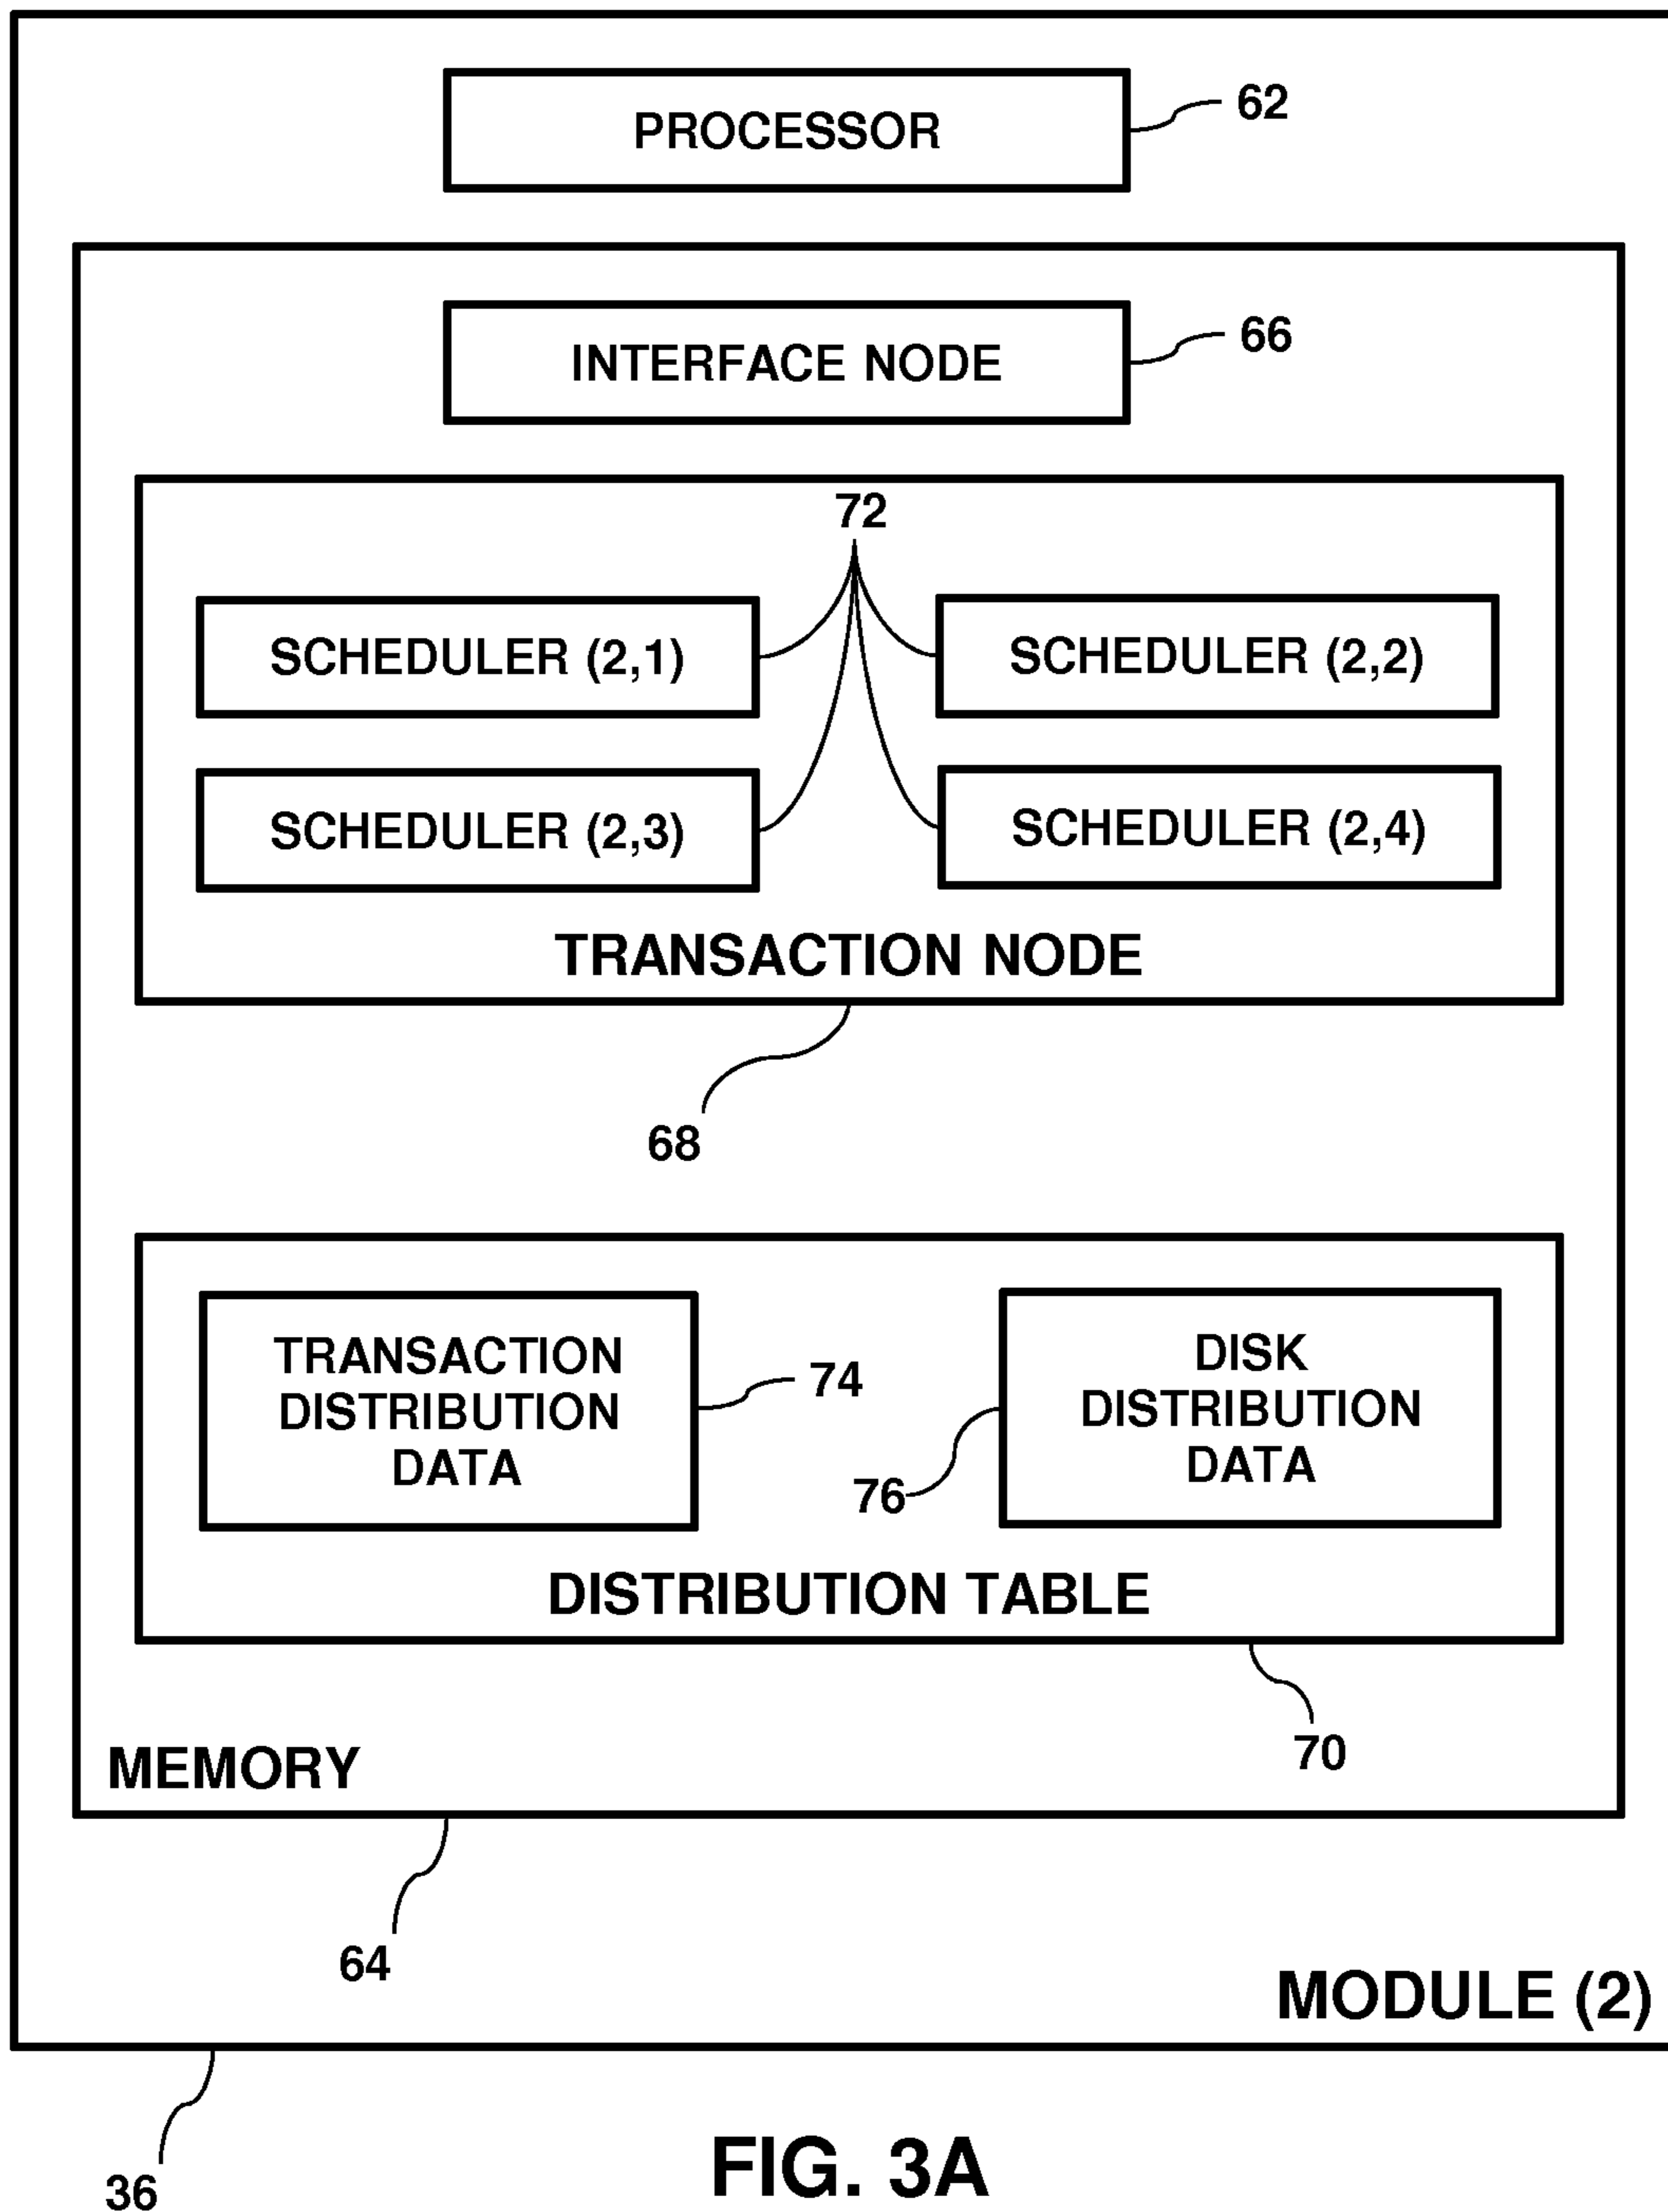 PROCESSOR
62
INTERFACE NODE
66
72
SCHEDULER (2,1)
SCHEDULER (2,2)
SCHEDULER (2,3)
SCHEDULER (2,4)
TRANSACTION NODE
68
TRANSACTION
DISTRIBUTION
DATA
74
DISK
DISTRIBUTION
DATA
76
DISTRIBUTION TABLE
70
MEMORY
64
MODULE (2)
36
FIG. 3A